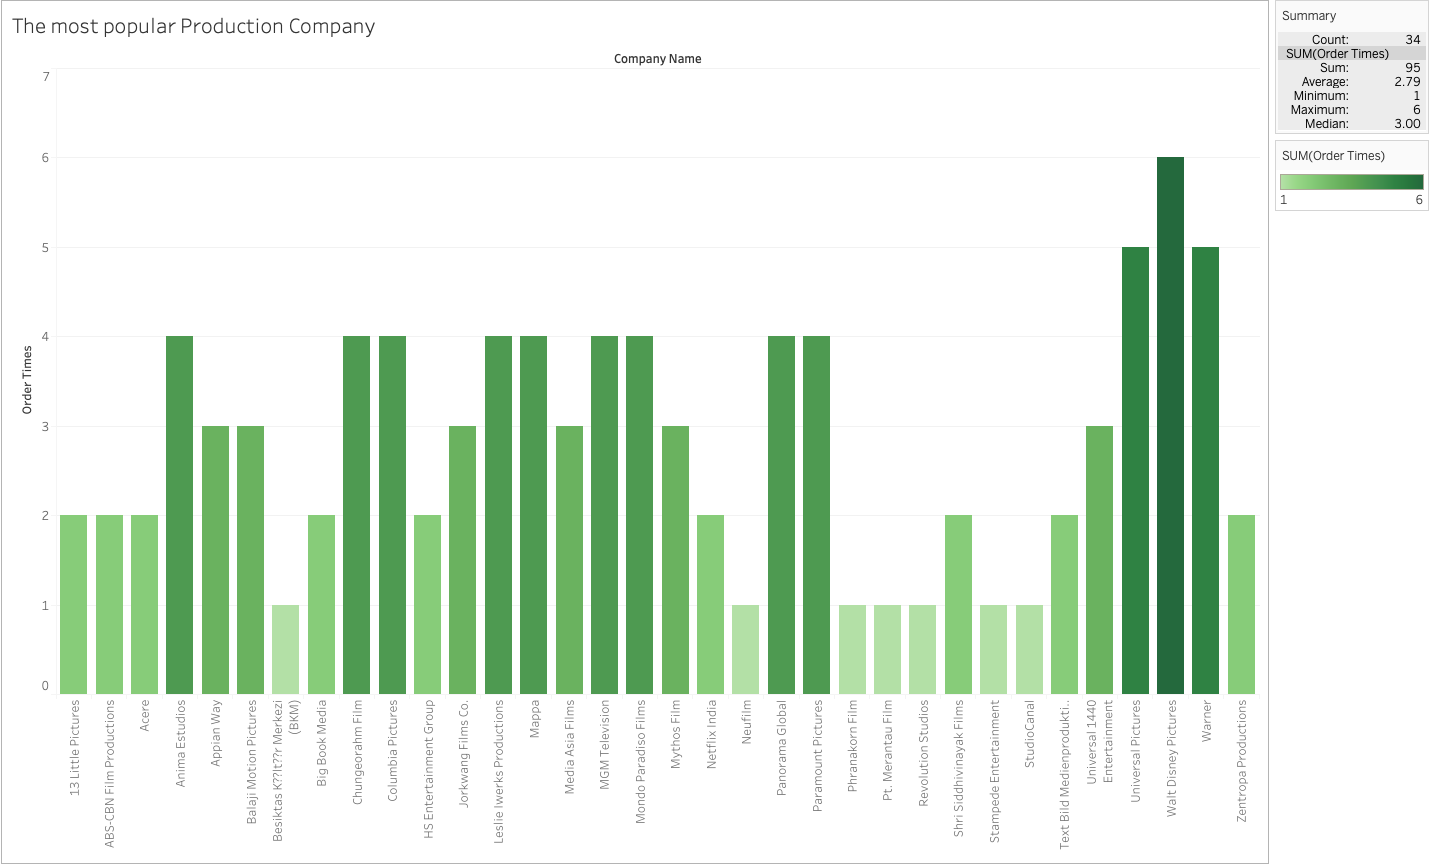 The most popular Production Company
Company Name
7
6
5
4
3
2
1
0
Order Times
13 Little Pictures
ABS-CBN Film Productions
Acere
Anima Estudios
Appian Way
Balaji Motion Pictures
Besiktas K??lt??r Merkezi
(BKM)
Big Book Media
Chungeorahm Film
Columbia Pictures
HS Entertainment Group
Jorkwang Films Co.
Leslie Iwerks Productions
Mappa
Media Asia Films
MGM Television
Mondo Paradiso Films
Mythos Film
Netflix India
Neufilm
Panorama Global
Paramount Pictures
Phranakorn Film
Pt. Merantau Film
Revolution Studios
Shri Siddhivinayak Films
Stampede Entertainment
StudioCanal
Text Bild Medienprodukti..
Universal 1440
Entertainment
Universal Pictures
Walt Disney Pictures
Warner
Zentropa Productions
Summary
Count: 34
SUM(Order Times)
Sum: 95
Average: 2.79
Minimum: 1
Maximum: 6
Median: 3.00
SUM(Order Times)
1 6